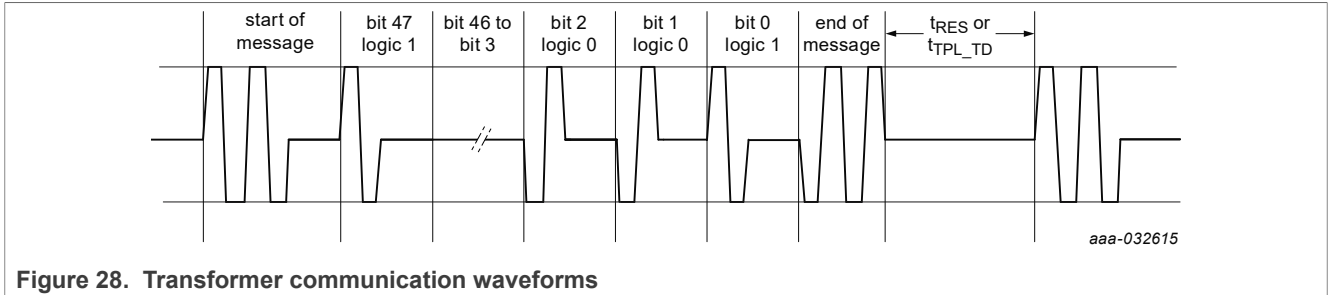 start of
message
bit 47
logic 1
bit 46 to
bit 3
bit 2
logic 0
bit 1
logic 0
bit 0
logic 1
end of
message
tRES or
tTPL_TD
aaa-032615
Figure 28. Transformer communication waveforms